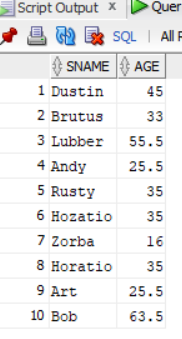 Script Output x Quer
SQL | All R
SNAME AGE
1 Dustin 45
2 Brutus 33
3 Lubber 55.5
4 Andy 25.5
5 Rusty 35
6 Hozatio 35
7 Zorba 16
8 Horatio 35
9 Art 25.5
10 Bob 63.5